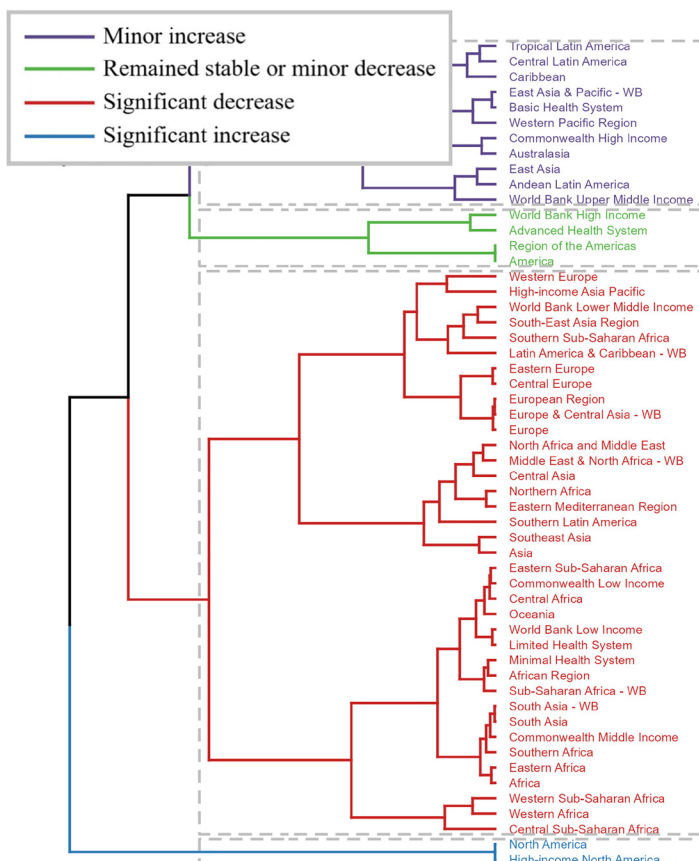 Minor increase
Remained stable or minor decrease
Significant decrease
Significant increase
Tropical Latin America
Central Latin America
Caribbean
East Asia & Pacific - WB
Basic Health System
Western Pacific Region
Commonwealth High Income
Australasia
East Asia
Andean Latin America
World Bank Upper Middle Income
World Bank High Income
Advanced Health System
Region of the Americas
America
Western Europe
High-income Asia Pacific
World Bank Lower Middle Income
South-East Asia Region
Southern Sub-Saharan Africa
Latin America & Caribbean - WB
Eastern Europe
Central Europe
European Region
Europe & Central Asia - WB
Europe
North Africa and Middle East
Middle East & North Africa - WB
Central Asia
Northern Africa
Eastern Mediterranean Region
Southern Latin America
Southeast Asia
Asia
Eastern Sub-Saharan Africa
Commonwealth Low Income
Central Africa
Oceania
World Bank Low Income
Limited Health System
Minimal Health System
African Region
Sub-Saharan Africa - WB
South Asia - WB
South Asia
Commonwealth Middle Income
Southern Africa
Eastern Africa
Africa
Western Sub-Saharan Africa
Western Africa
Central Sub-Saharan Africa
North America
High-income North America